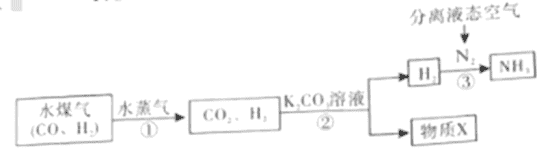 分离液态空气
水煤气
(CO、H₂)
水蒸气
①
CO₂、H₂
K₂CO₃溶液
②
H₂
N₂
③
NH₃
物质X